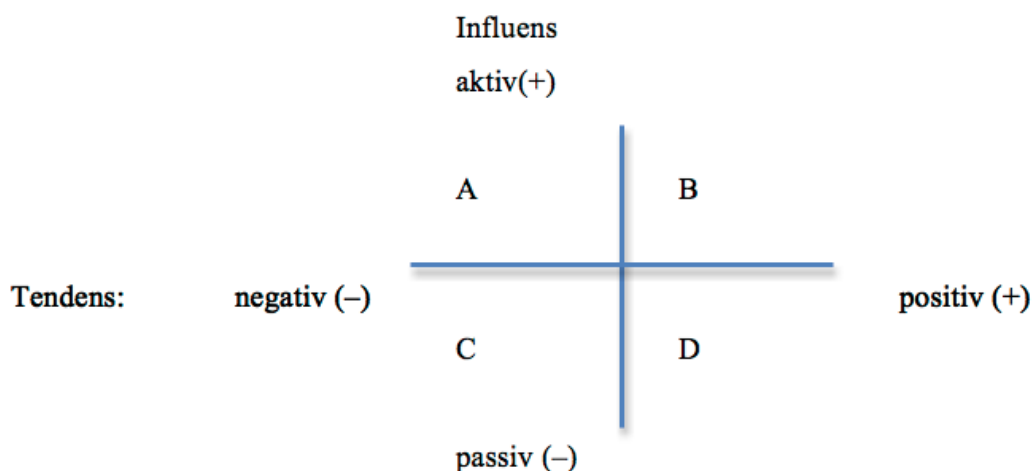 Influens
aktiv(+)
A B
Tendens: negativ (–) positiv (+)
C D
passiv (–)